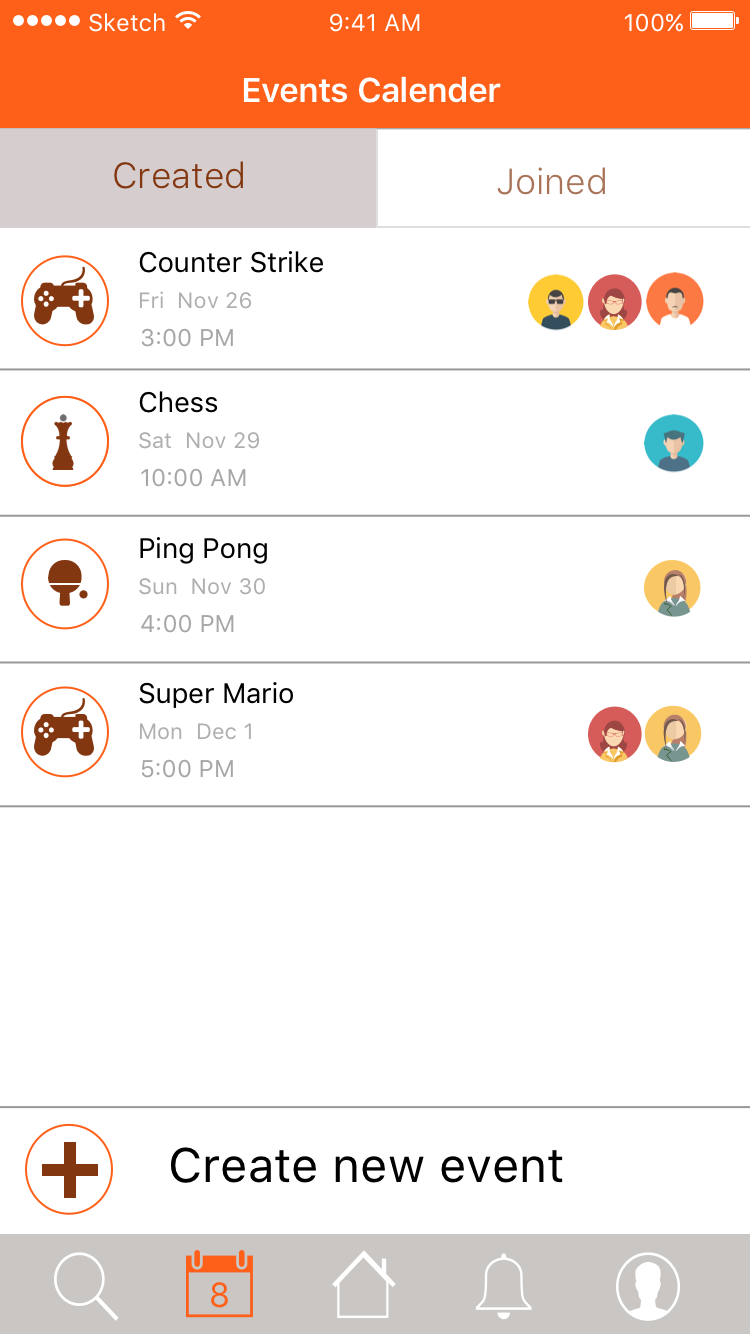 Sketch 9:41 AM 100%
Events Calender
Created Joined
Counter Strike
Fri Nov 26
3:00 PM
Chess
Sat Nov 29
10:00 AM
Ping Pong
Sun Nov 30
4:00 PM
Super Mario
Mon Dec 1
5:00 PM
Create new event
8